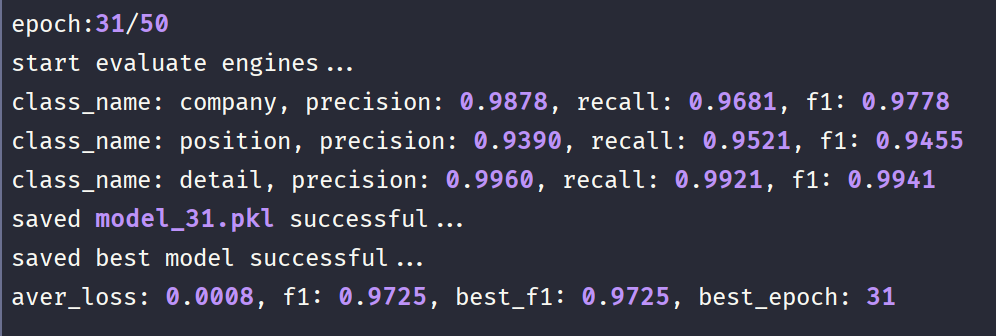 epoch:31/50
start evaluate engines...
class_name: company, precision: 0.9878, recall: 0.9681, f1: 0.9778
class_name: position, precision: 0.9390, recall: 0.9521, f1: 0.9455
class_name: detail, precision: 0.9960, recall: 0.9921, f1: 0.9941
saved model_31.pkl successful...
saved best model successful...
aver_loss: 0.0008, f1: 0.9725, best_f1: 0.9725, best_epoch: 31